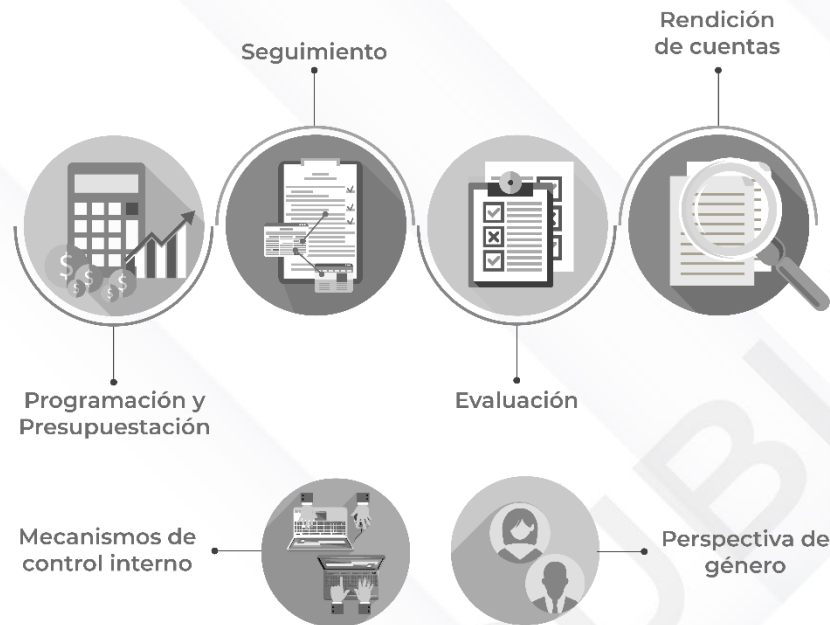 Rendición
de cuentas
Seguimiento
Programación y
Presupuestación
Evaluación
Mecanismos de
control interno
Perspectiva de
género